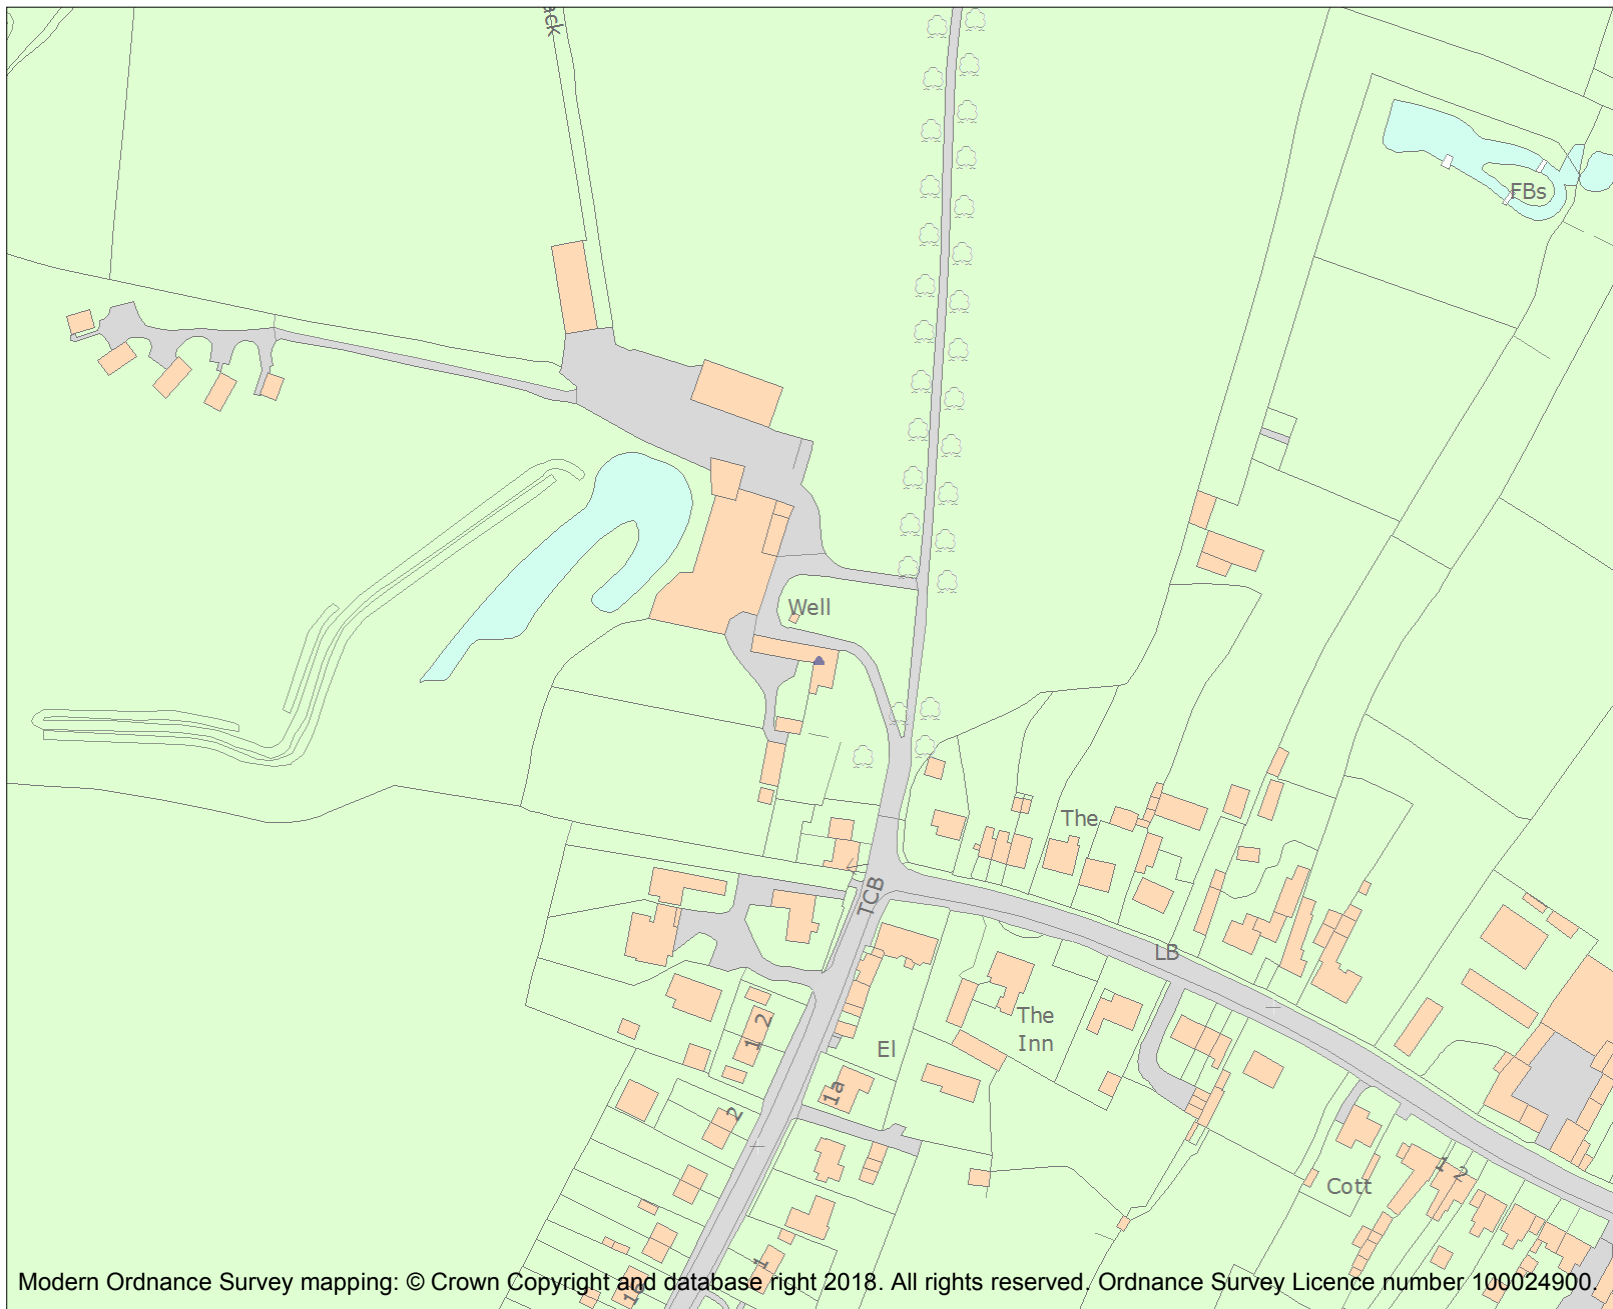 ack
FBs
Well
The
TCB
LB
The
Inn
El
1 2
1a
2
Cott
1 2
1
Modern Ordnance Survey mapping: © Crown Copyright and database right 2018. All rights reserved. Ordnance Survey Licence number 100024900.